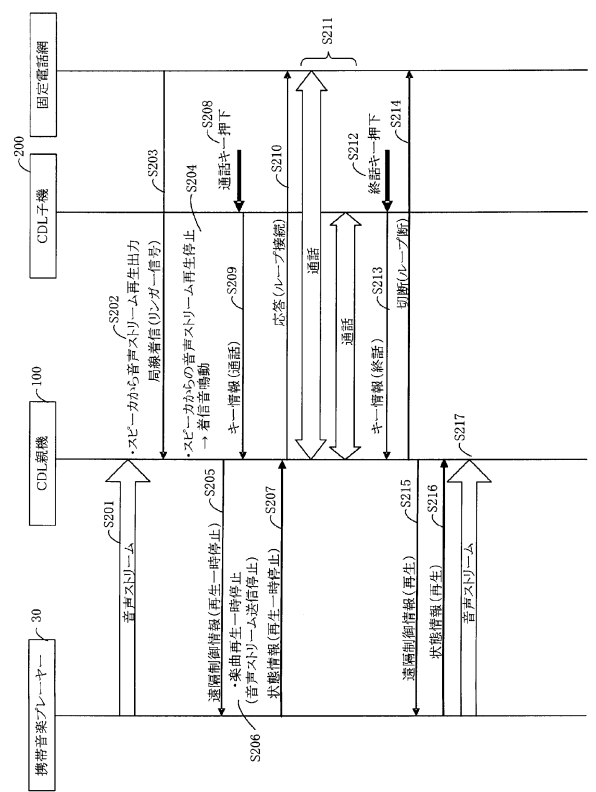 携帯音楽プレーヤー
30
CDL親機
100
CDL子機
200
固定電話網
音声ストリーム
S201
・スピーカから音声ストリーム再生出力
S202
局線着信(リンガー信号)
S203
・スピーカからの音声ストリーム再生停止
→ 着信音鳴動
S204
遠隔制御情報(再生一時停止)
S205
・楽曲再生一時停止
(音声ストリーム送信停止)
S206
状態情報(再生一時停止)
S207
通話キー押下
S208
キー情報(通話)
S209
応答(ループ接続)
S210
通話
通話
S211
終話キー押下
S212
キー情報(終話)
S213
切断(ループ断)
S214
遠隔制御情報(再生)
S215
状態情報(再生)
S216
音声ストリーム
S217